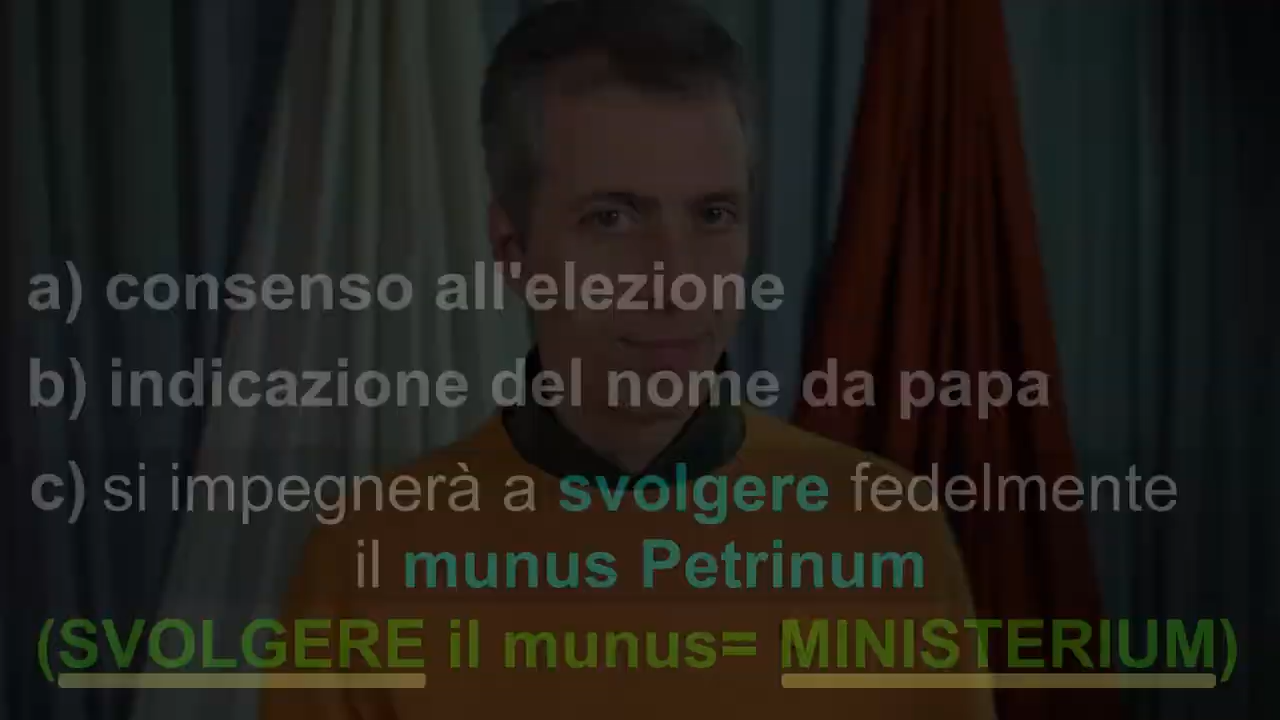 a) consenso all'elezione
b) indicazione del nome da papa
c) si impegnerà a svolgere fedelmente
il munus Petrinum
(SVOLGERE il munus= MINISTERIUM)